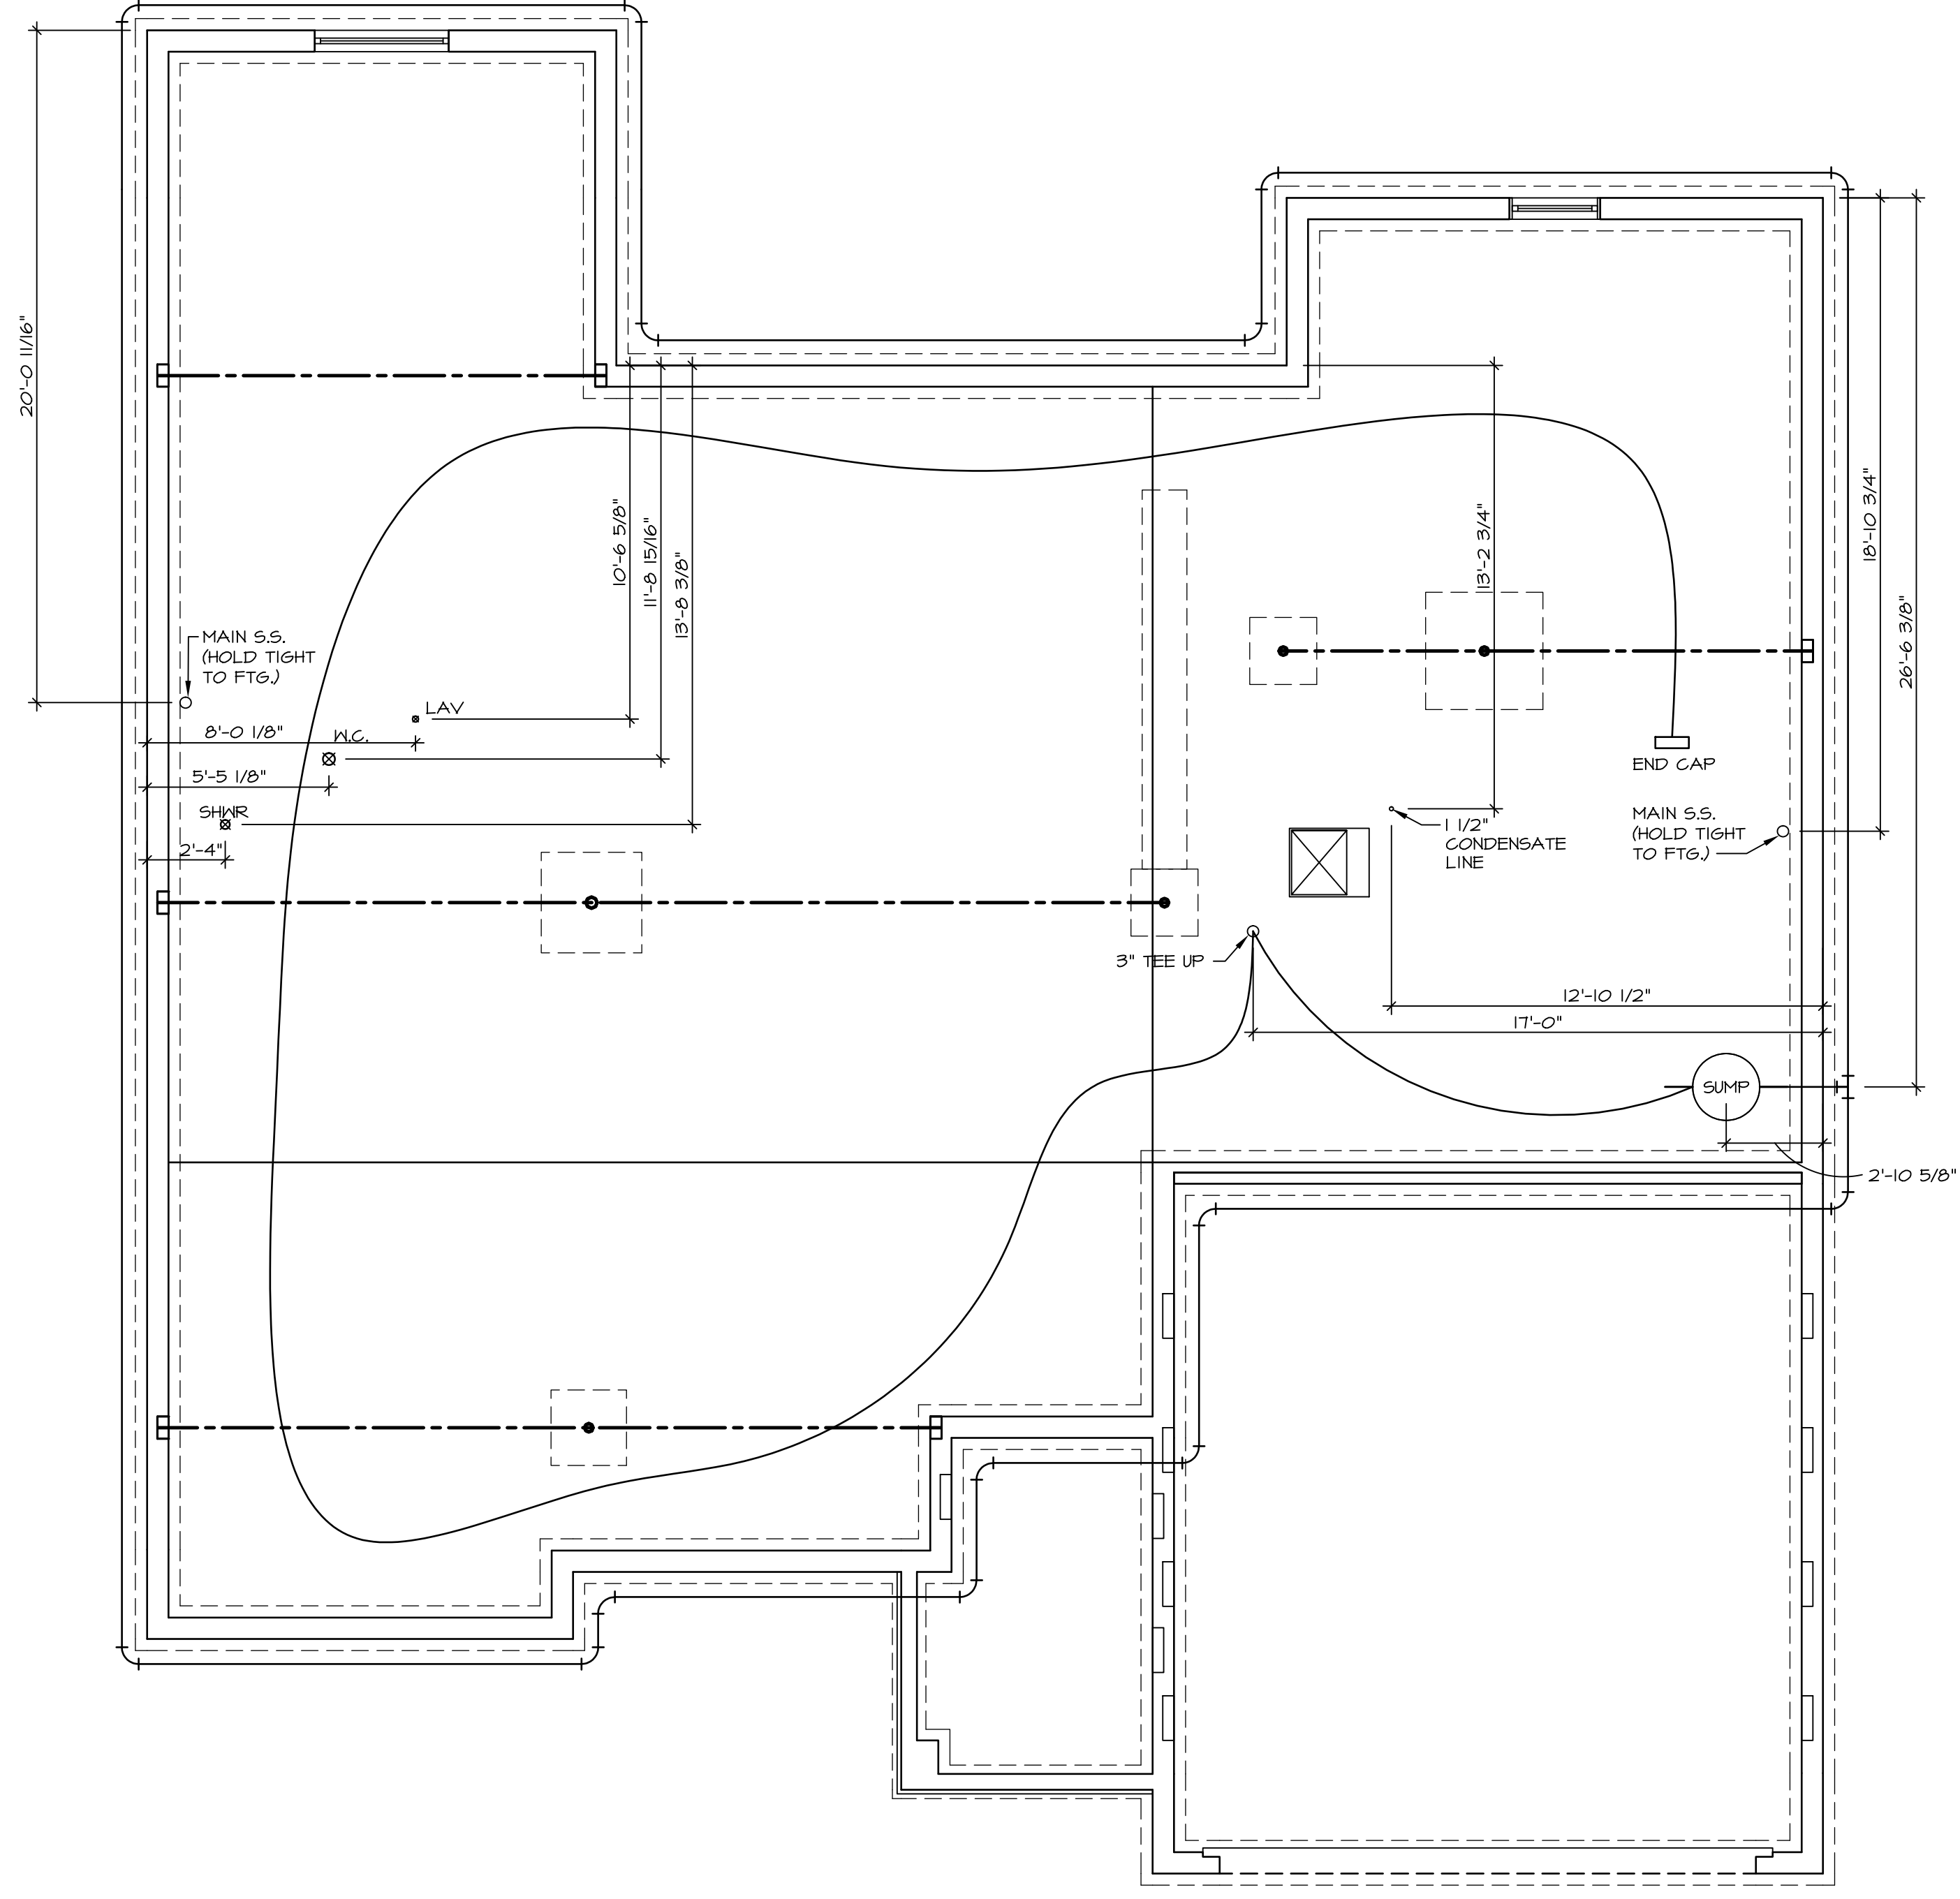 20'-0 11/16"
10'-6 5/8"
11'-8 15/16"
13'-8 3/8"
13'-2 3/4"
18'-10 3/4"
26'-6 3/8"
MAIN S.S.
(HOLD TIGHT
TO FTG.)
LAV
8'-0 1/8"
W.C.
5'-5 1/8"
SHWR
2'-4"
END CAP
MAIN S.S.
(HOLD TIGHT
TO FTG.)
1 1/2"
CONDENSATE
LINE
3" TEE UP
12'-10 1/2"
17'-0"
SUMP
2'-10 5/8"